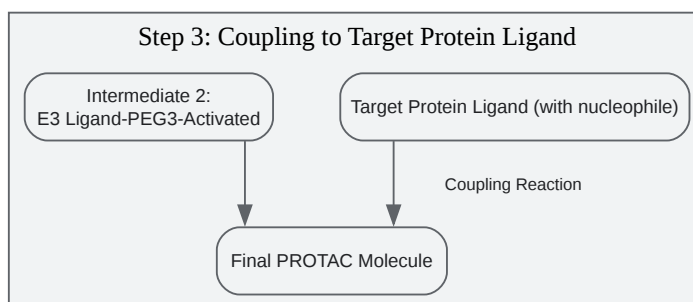 Step 3: Coupling to Target Protein Ligand
Intermediate 2:
E3 Ligand-PEG3-Activated
Target Protein Ligand (with nucleophile)
Coupling Reaction
Final PROTAC Molecule